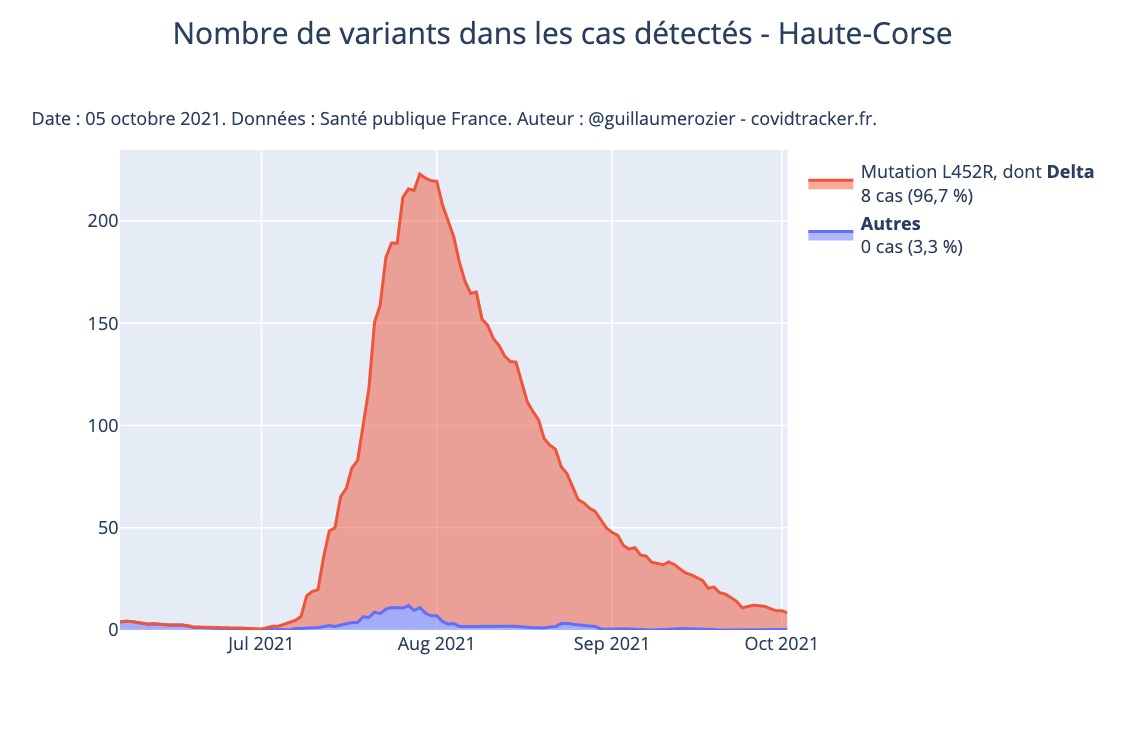 Nombre de variants dans les cas détectés - Haute-Corse
Date : 05 octobre 2021. Données : Santé publique France. Auteur : @guillaumerozier - covidtracker.fr.
Mutation L452R, dont Delta
8 cas (96,7 %)
Autres
0 cas (3,3 %)
200
150
100
50
0
Jul 2021
Aug 2021
Sep 2021
Oct 2021